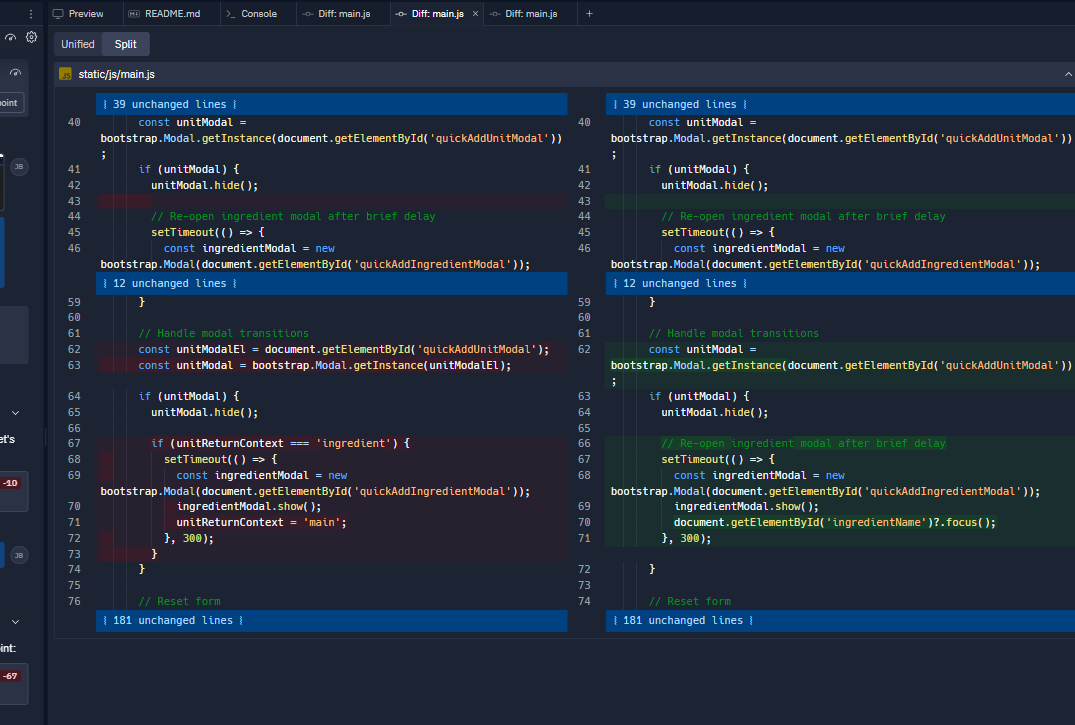 Preview README.md Console Diff: main.js Diff: main.js × Diff: main.js +
Unified Split
JS static/js/main.js
oint
JB
et's
-10
JB
int:
-67
39 unchanged lines
40 const unitModal =
bootstrap.Modal.getInstance(document.getElementById('quickAddUnitModal'))
;
41 if (unitModal) {
42 unitModal.hide();
43
44 // Re-open ingredient modal after brief delay
45 setTimeout(() => {
46 const ingredientModal = new
bootstrap.Modal(document.getElementById('quickAddIngredientModal'));
12 unchanged lines
59 }
60
61 // Handle modal transitions
62 const unitModalEl = document.getElementById('quickAddUnitModal');
63 const unitModal = bootstrap.Modal.getInstance(unitModalEl);
64 if (unitModal) {
65 unitModal.hide();
66
67 if (unitReturnContext === 'ingredient') {
68 setTimeout(() => {
69 const ingredientModal = new
bootstrap.Modal(document.getElementById('quickAddIngredientModal'));
70 ingredientModal.show();
71 unitReturnContext = 'main';
72 }, 300);
73 }
74 }
75
76 // Reset form
181 unchanged lines
39 unchanged lines
40 const unitModal =
bootstrap.Modal.getInstance(document.getElementById('quickAddUnitModal'))
;
41 if (unitModal) {
42 unitModal.hide();
43
44 // Re-open ingredient modal after brief delay
45 setTimeout(() => {
46 const ingredientModal = new
bootstrap.Modal(document.getElementById('quickAddIngredientModal'));
12 unchanged lines
59 }
60
61 // Handle modal transitions
62 const unitModal =
bootstrap.Modal.getInstance(document.getElementById('quickAddUnitModal'))
;
63 if (unitModal) {
64 unitModal.hide();
65
66 // Re-open ingredient modal after brief delay
67 setTimeout(() => {
68 const ingredientModal = new
bootstrap.Modal(document.getElementById('quickAddIngredientModal'));
69 ingredientModal.show();
70 document.getElementById('ingredientName')?.focus();
71 }, 300);
72 }
73
74 // Reset form
181 unchanged lines